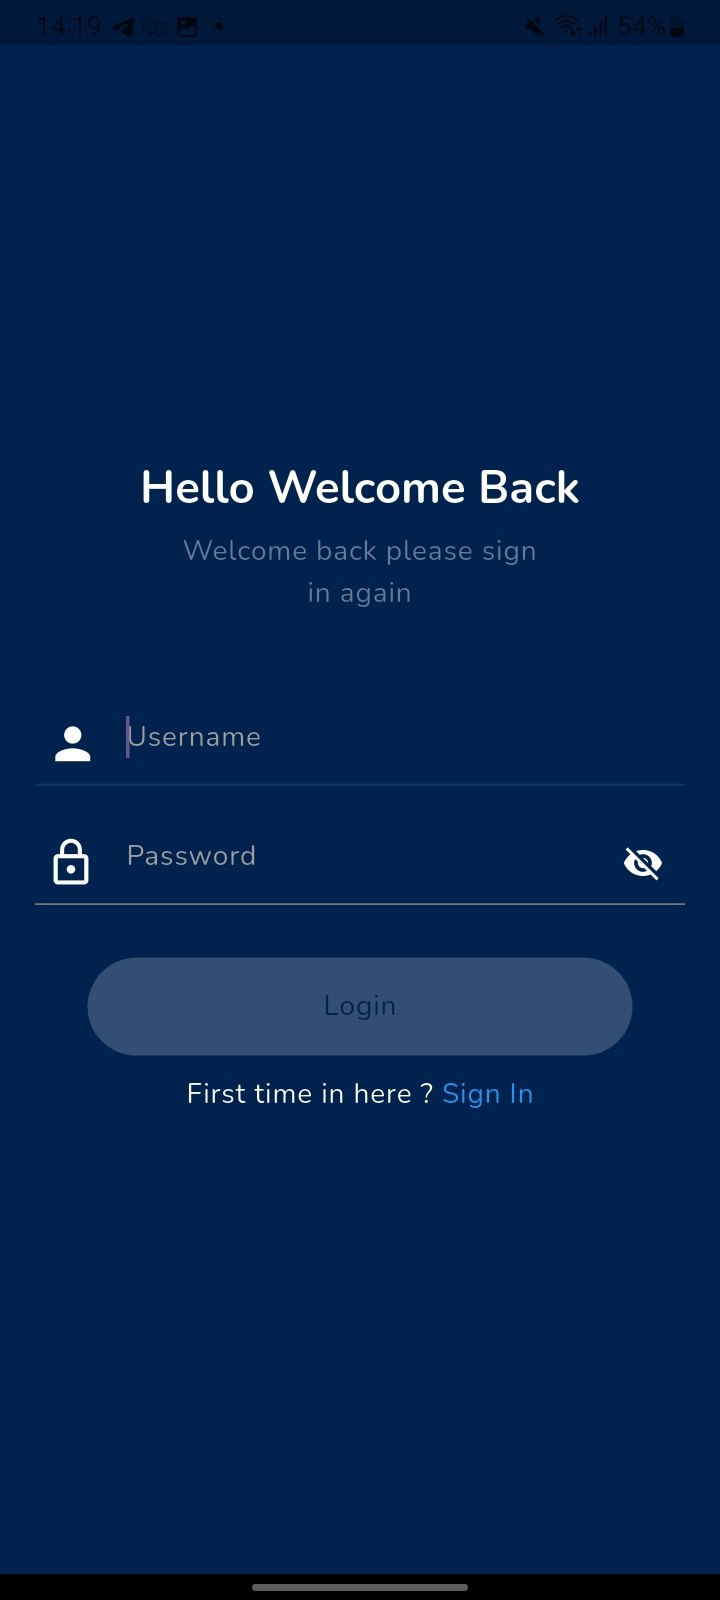 14:19 54%
Hello Welcome Back
Welcome back please sign
in again
Username
Password
Login
First time in here ? Sign In